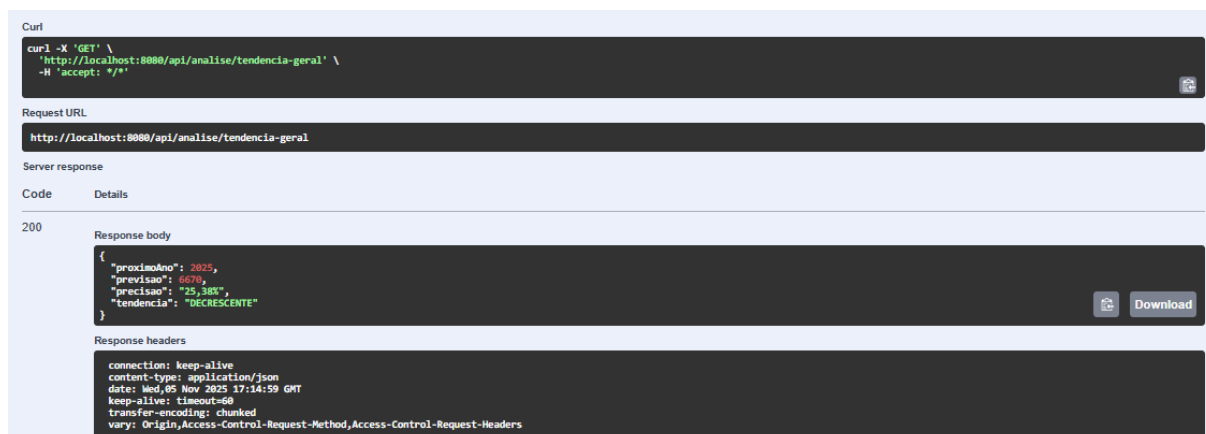 Curl
curl -X 'GET' \
'http://localhost:8080/api/analise/tendencia-geral' \
-H 'accept: */*'
Request URL
http://localhost:8080/api/analise/tendencia-geral
Server response
Code Details
200
Response body
{
"proximoAno": 2025,
"previsao": 6670,
"precisao": "25,38%",
"tendencia": "DECRESCENTE"
}
Download
Response headers
connection: keep-alive
content-type: application/json
date: Wed,05 Nov 2025 17:14:59 GMT
keep-alive: timeout=60
transfer-encoding: chunked
vary: Origin,Access-Control-Request-Method,Access-Control-Request-Headers